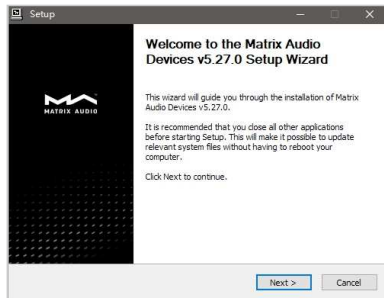 Setup
Welcome to the Matrix Audio
Devices v5.27.0 Setup Wizard
MATRIX AUDIO
This wizard will guide you through the installation of Matrix
Audio Devices v5.27.0.
It is recommended that you close all other applications
before starting Setup. This will make it possible to update
relevant system files without having to reboot your
computer.
Click Next to continue.
Next >
Cancel